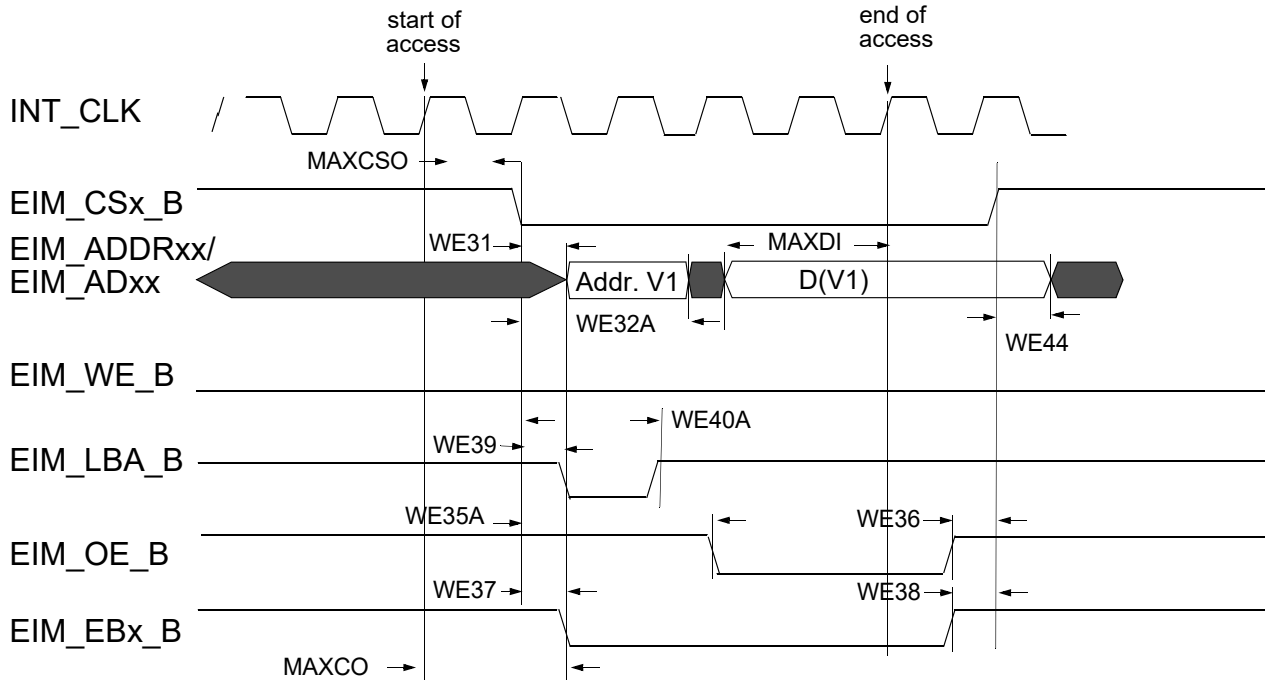 start of
access
end of
access
INT_CLK
MAXCSO
EIM_CSx_B
EIM_ADDRxx/
EIM_ADxx
WE31
MAXDI
Addr. V1
D(V1)
WE32A
WE44
EIM_WE_B
WE40A
WE39
EIM_LBA_B
WE35A
WE36
EIM_OE_B
WE37
WE38
EIM_EBx_B
MAXCO